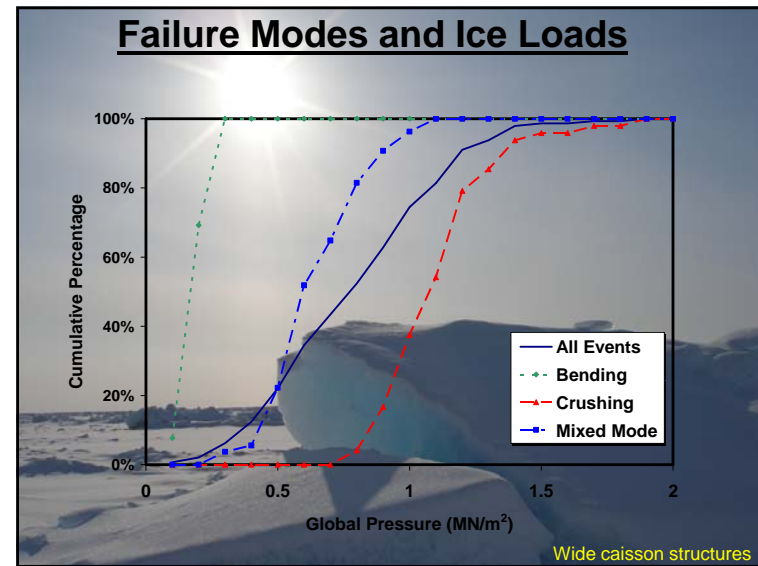 Failure Modes and Ice Loads
100%
80%
60%
40%
20%
0%
Cumulative Percentage
0
0.5
1
1.5
2
Global Pressure (MN/m²)
All Events
Bending
Crushing
Mixed Mode
Wide caisson structures